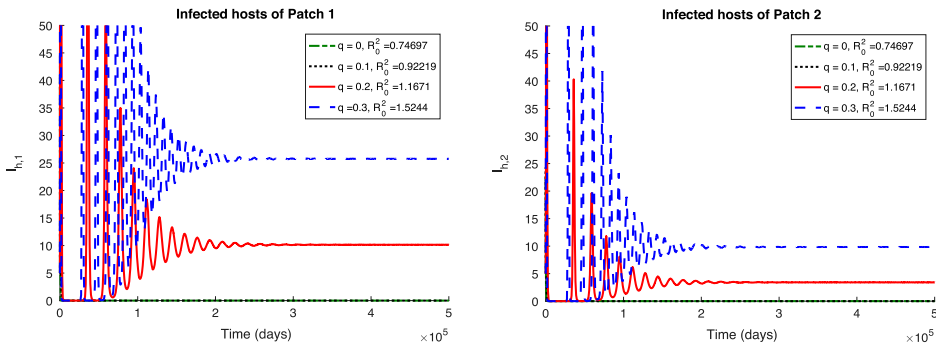 Infected hosts of Patch 1
50
45
40
35
30
25
20
15
10
5
0
I_{h,1}
0
1
2
3
4
5
Time (days)
×10^5
q = 0, R_0^2 =0.74697
q = 0.1, R_0^2 =0.92219
q = 0.2, R_0^2 =1.1671
q =0.3, R_0^2 =1.5244
Infected hosts of Patch 2
50
45
40
35
30
25
20
15
10
5
0
I_{h,2}
0
1
2
3
4
5
Time (days)
×10^5
q = 0, R_0^2 =0.74697
q = 0.1, R_0^2 =0.92219
q = 0.2, R_0^2 =1.1671
q = 0.3, R_0^2 =1.5244